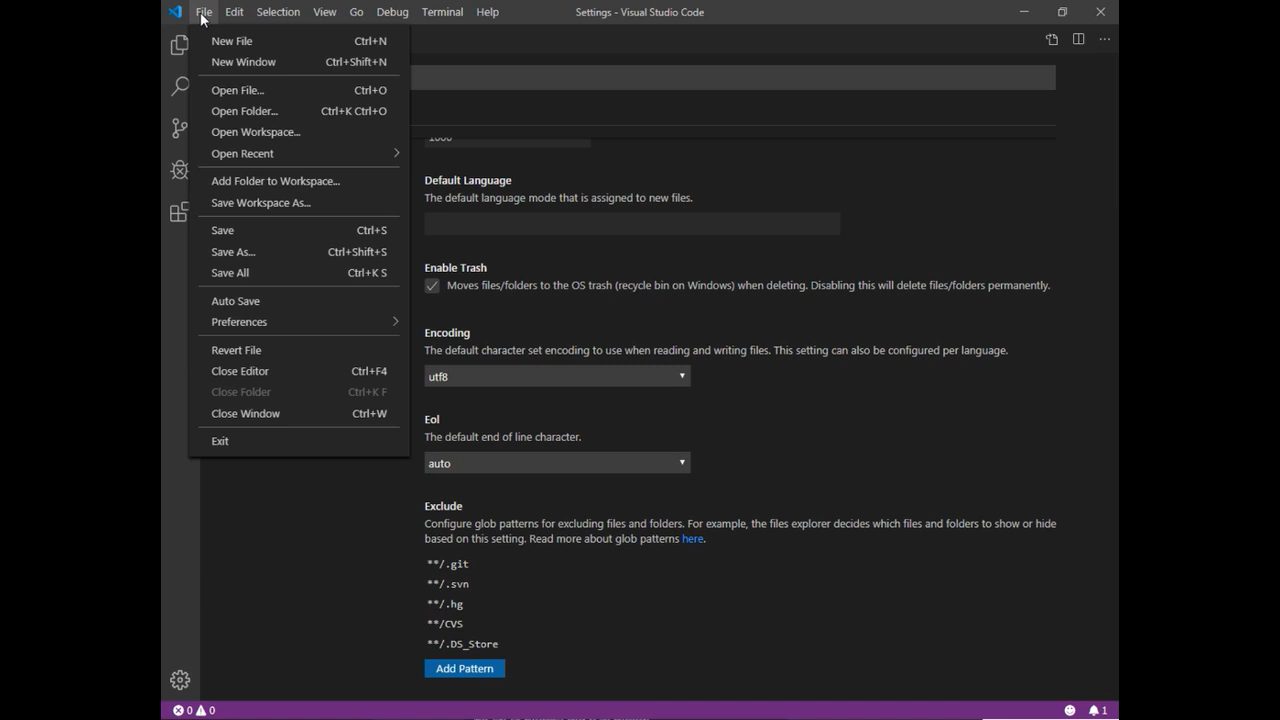 File Edit Selection View Go Debug Terminal Help Settings - Visual Studio Code
New File Ctrl+N
New Window Ctrl+Shift+N
Open File... Ctrl+O
Open Folder... Ctrl+K Ctrl+O
Open Workspace...
Open Recent
Add Folder to Workspace...
Save Workspace As...
Save Ctrl+S
Save As... Ctrl+Shift+S
Save All Ctrl+K S
Auto Save
Preferences
Revert File
Close Editor Ctrl+F4
Close Folder Ctrl+K F
Close Window Ctrl+W
Exit
Default Language
The default language mode that is assigned to new files.
Enable Trash
Moves files/folders to the OS trash (recycle bin on Windows) when deleting. Disabling this will delete files/folders permanently.
Encoding
The default character set encoding to use when reading and writing files. This setting can also be configured per language.
utf8
Eol
The default end of line character.
auto
Exclude
Configure glob patterns for excluding files and folders. For example, the files explorer decides which files and folders to show or hide
based on this setting. Read more about glob patterns here.
**/.git
**/.svn
**/.hg
**/CVS
**/.DS_Store
Add Pattern
0 0 1